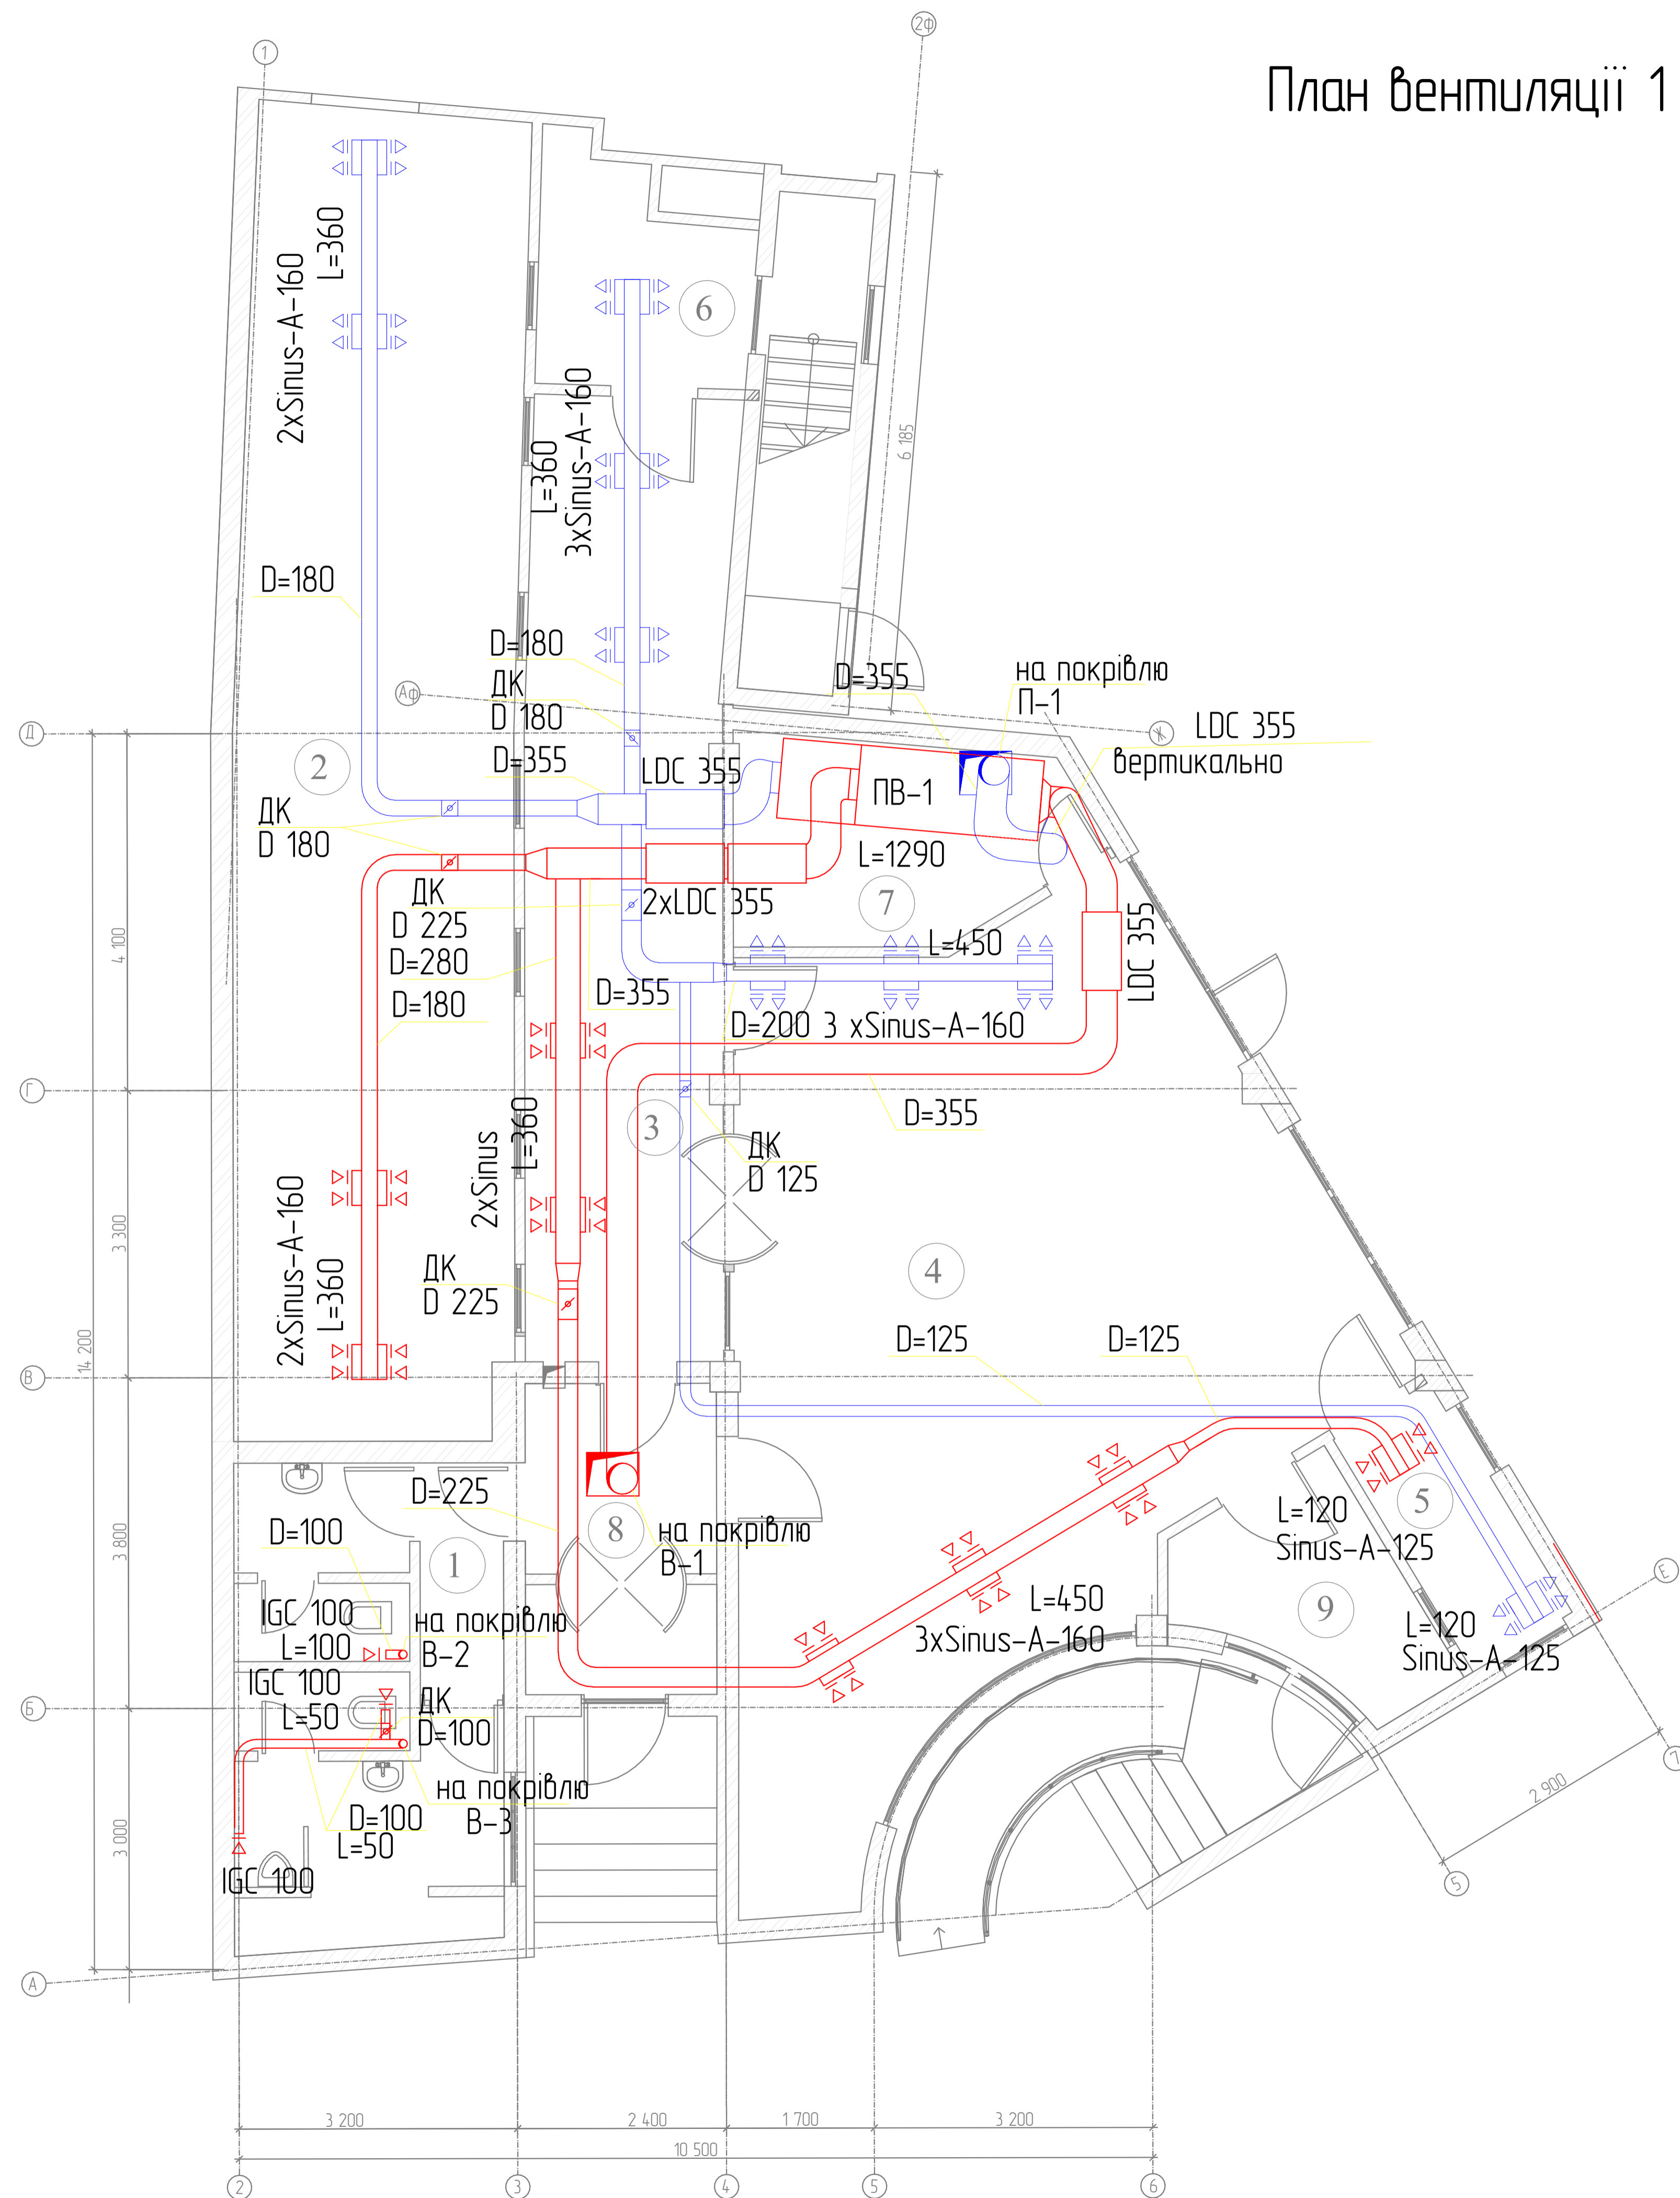 План вентиляції 1
1
2ф
2xSinus-A-160
L=360
6
L=360
3xSinus-A-160
6 185
D=180
D=180
ДК
D 180
Аф
D=355
на покрівлю
П-1
Ж
LDC 355
вертикально
Д
2
D=355
LDC 355
ПВ-1
ДК
D 180
L=1290
ДК
D 225
2xLDC 355
7
L=450
LDC 355
4 100
D=280
D=180
D=355
D=200 3 xSinus-A-160
Г
D=355
3
2xSinus
L=360
ДК
D 125
3 300
2xSinus-A-160
L=360
ДК
D 225
4
14 200
D=125
D=125
В
D=225
8
на покрівлю
В-1
5
L=120
Sinus-A-125
3 800
D=100
1
IGC 100
L=100
на покрівлю
В-2
L=450
3xSinus-A-160
9
L=120
Sinus-A-125
Е
IGC 100
L=50
ДК
D=100
Б
7
на покрівлю
В-3
D=100
L=50
2 900
3 000
IGC 100
5
А
3 200
2 400
1 700
3 200
10 500
2
3
4
5
6